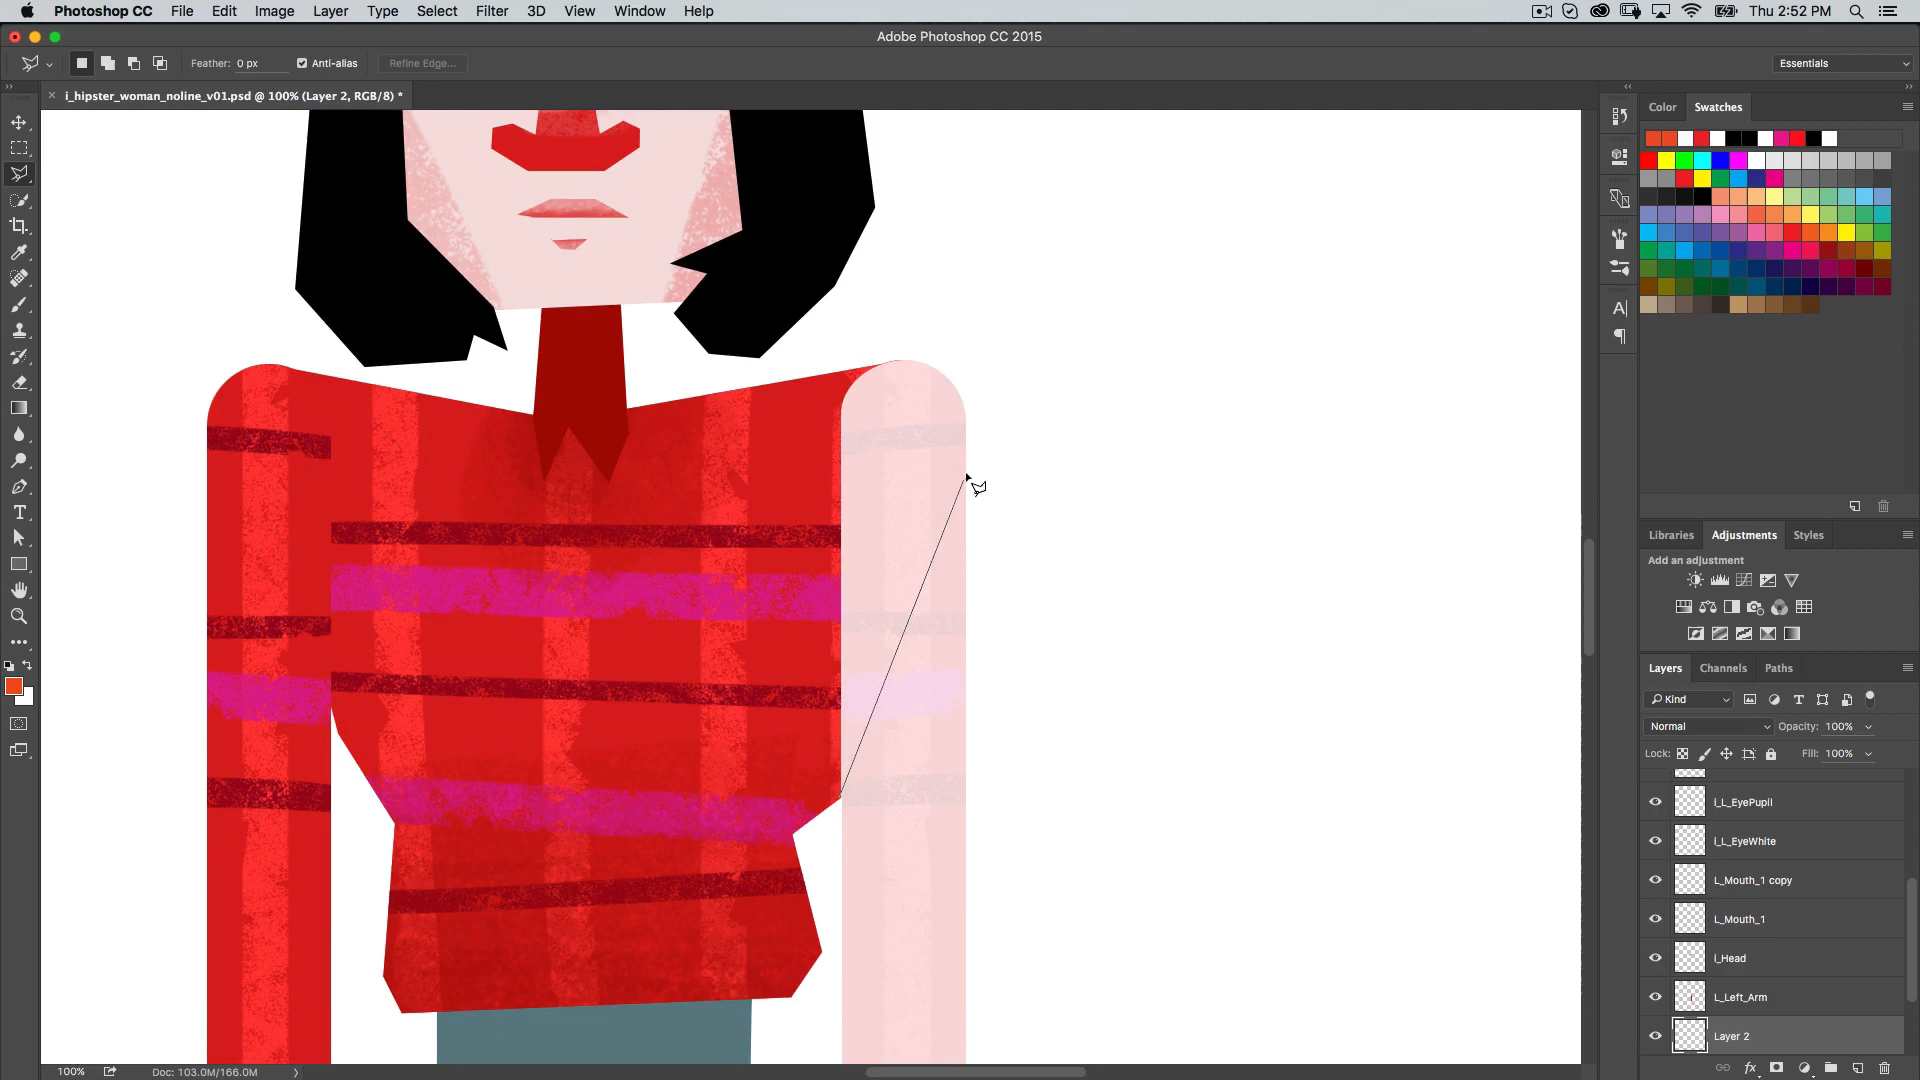 Photoshop CC File Edit Image Layer Type Select Filter 3D View Window Help Thu 2:52 PM
Adobe Photoshop CC 2015
Feather: 0 px Anti-alias Refine Edge... Essentials
i_hipster_woman_noline_v01.psd @ 100% (Layer 2, RGB/8) *
Color Swatches
Libraries Adjustments Styles
Add an adjustment
Layers Channels Paths
Kind
Normal Opacity: 100%
Lock: Fill: 100%
i_L_EyePupil
i_L_EyeWhite
L_Mouth_1 copy
L_Mouth_1
i_Head
L_Left_Arm
Layer 2
100% Doc: 103.0M/166.0M